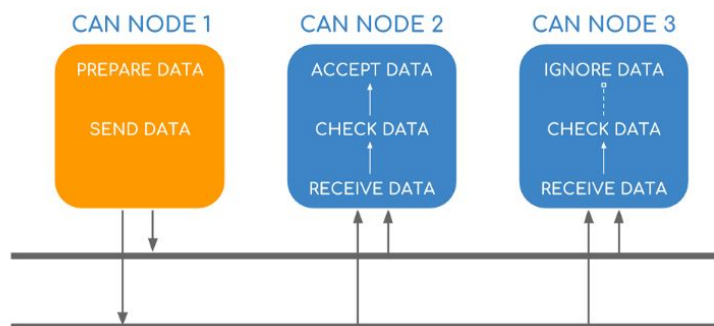 CAN NODE 1
PREPARE DATA
SEND DATA
CAN NODE 2
ACCEPT DATA
CHECK DATA
RECEIVE DATA
CAN NODE 3
IGNORE DATA
CHECK DATA
RECEIVE DATA